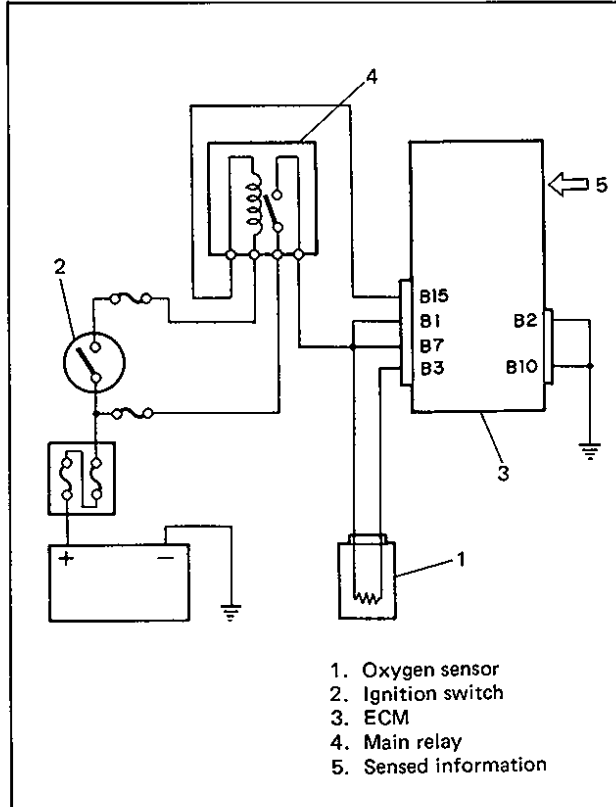 4
5
2
B15
B1
B2
B7
B3
B10
3
+
−
1
1. Oxygen sensor
2. Ignition switch
3. ECM
4. Main relay
5. Sensed information